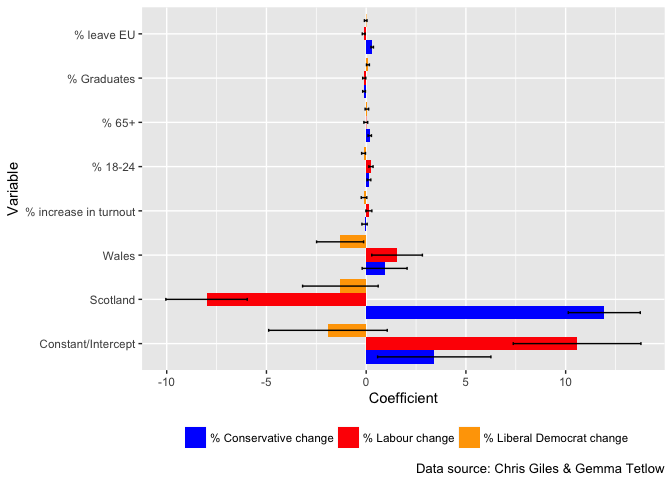 % leave EU
% Graduates
% 65+
% 18-24
% increase in turnout
Wales
Scotland
Constant/Intercept
Variable
-10 -5 0 5 10
Coefficient
% Conservative change % Labour change % Liberal Democrat change
Data source: Chris Giles & Gemma Tetlow